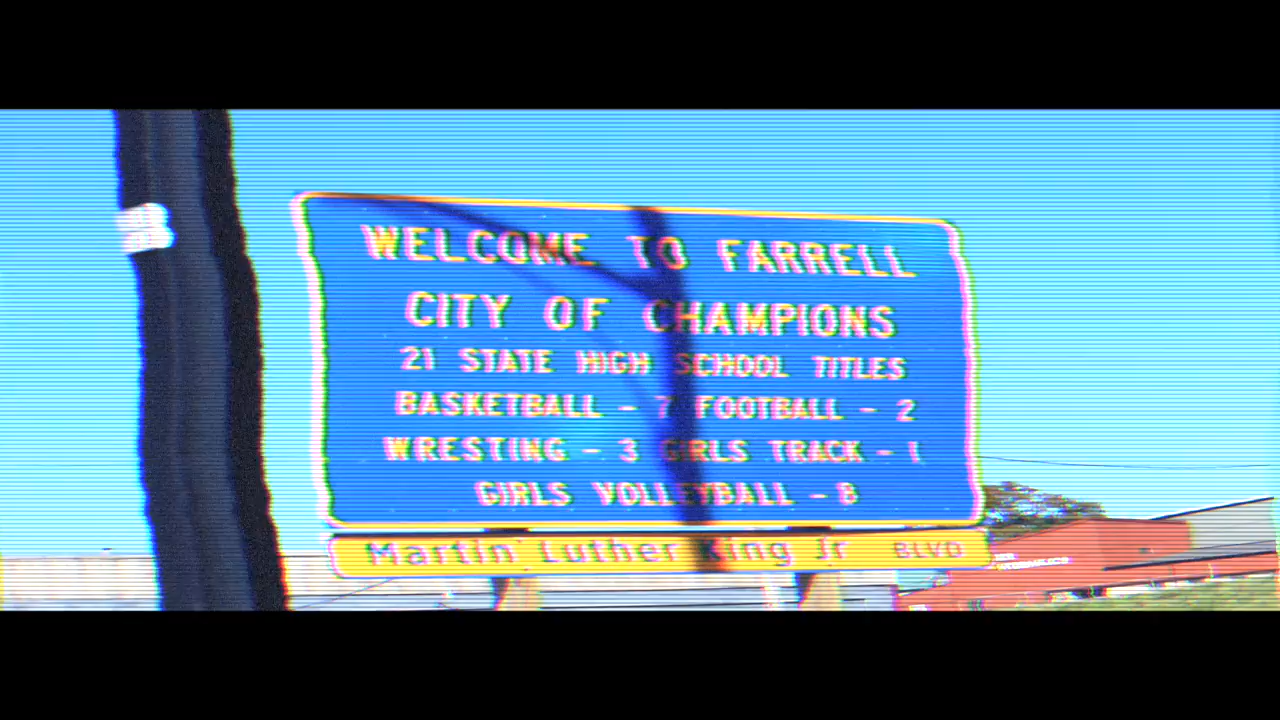 WELCOME TO FARRELL
CITY OF CHAMPIONS
21 STATE HIGH SCHOOL TITLES
BASKETBALL - 7 FOOTBALL - 2
WRESTING - 3 GIRLS TRACK - 1
GIRLS VOLLEYBALL - 8
Martin Luther King Jr BLVD